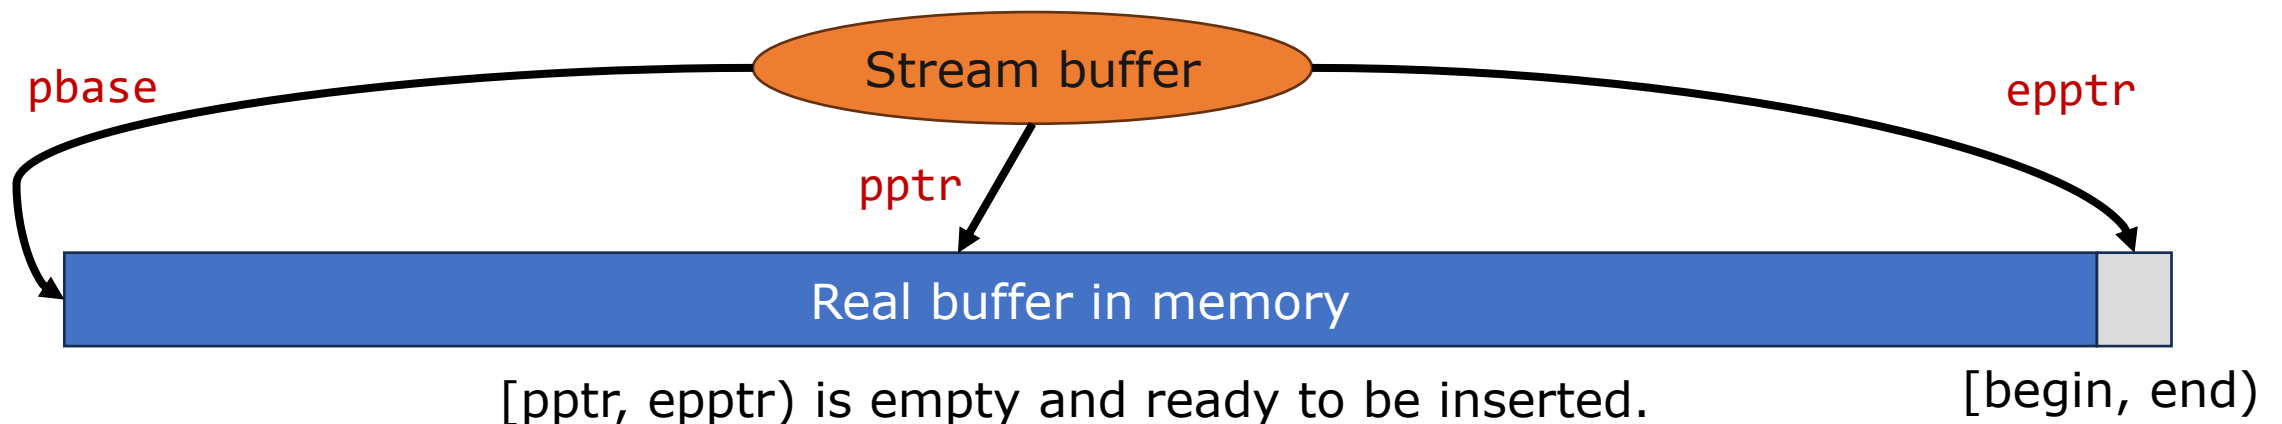 Stream buffer
pbase
epptr
pptr
Real buffer in memory
[pptr, epptr) is empty and ready to be inserted.
[begin, end)